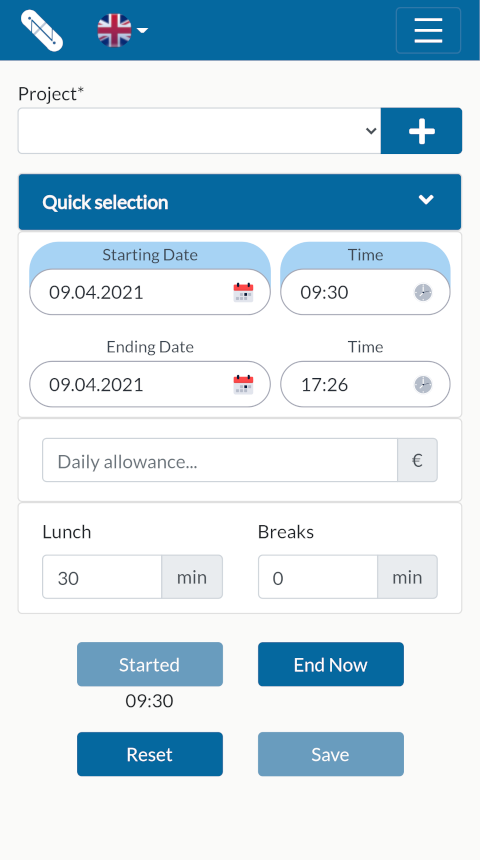 Project*
Quick selection
Starting Date Time
09.04.2021 09:30
Ending Date Time
09.04.2021 17:26
Daily allowance... €
Lunch Breaks
30 min 0 min
Started End Now
09:30
Reset Save